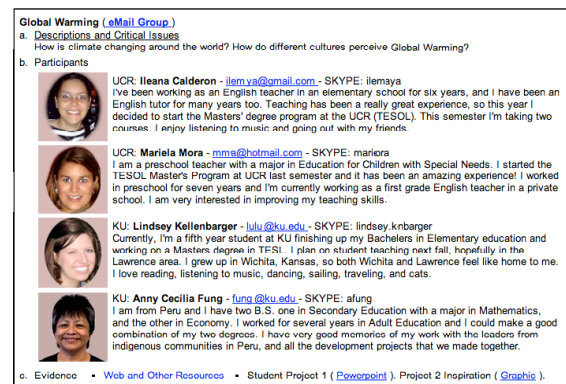 Global Warming ( eMail Group )
a. Descriptions and Critical Issues
How is climate changing around the world? How do different cultures perceive Global Warming?
b. Participants
UCR: Ileana Calderon - ilem.ya@gmail.com - SKYPE: ilemaya
I've been working as an English teacher in an elementary school for six years, and I have been an
English tutor for many years too. Teaching has been a really great experience, so this year I
decided to start the Masters' degree program at the UCR (TESOL). This semester I'm taking two
courses. I enjoy listening to music and going out with my friends.
UCR: Mariela Mora - mma@hotmail.com - SKYPE: mariora
I am a preschool teacher with a major in Education for Children with Special Needs. I started the
TESOL Master's Program at UCR last semester and it has been an amazing experience! I worked
in preschool for seven years and I'm currently working as a first grade English teacher in a private
school. I am very interested in improving my teaching skills.
KU: Lindsey Kellenbarger - lulu@ku.edu - SKYPE: lindsey.knbarger
Currently, I'm a fifth year student at KU finishing up my Bachelors in Elementary education and
working on a Masters degree in TESL. I plan on student teaching next fall, hopefully in the
Lawrence area. I grew up in Wichita, Kansas, so both Wichita and Lawrence feel like home to me.
I love reading, listening to music, dancing, sailing, traveling, and cats.
KU: Anny Cecilia Fung - fung @ku.edu - SKYPE: afung
I am from Peru and I have two B.S. one in Secondary Education with a major in Mathematics,
and the other in Economy. I worked for several years in Adult Education and I could make a good
combination of my two degrees. I have very good memories of my work with the leaders from
indigenous communities in Peru, and all the development projects that we made together.
c. Evidence ▪ Web and Other Resources ▪ Student Project 1 ( Powerpoint ). Project 2 Inspiration ( Graphic ).